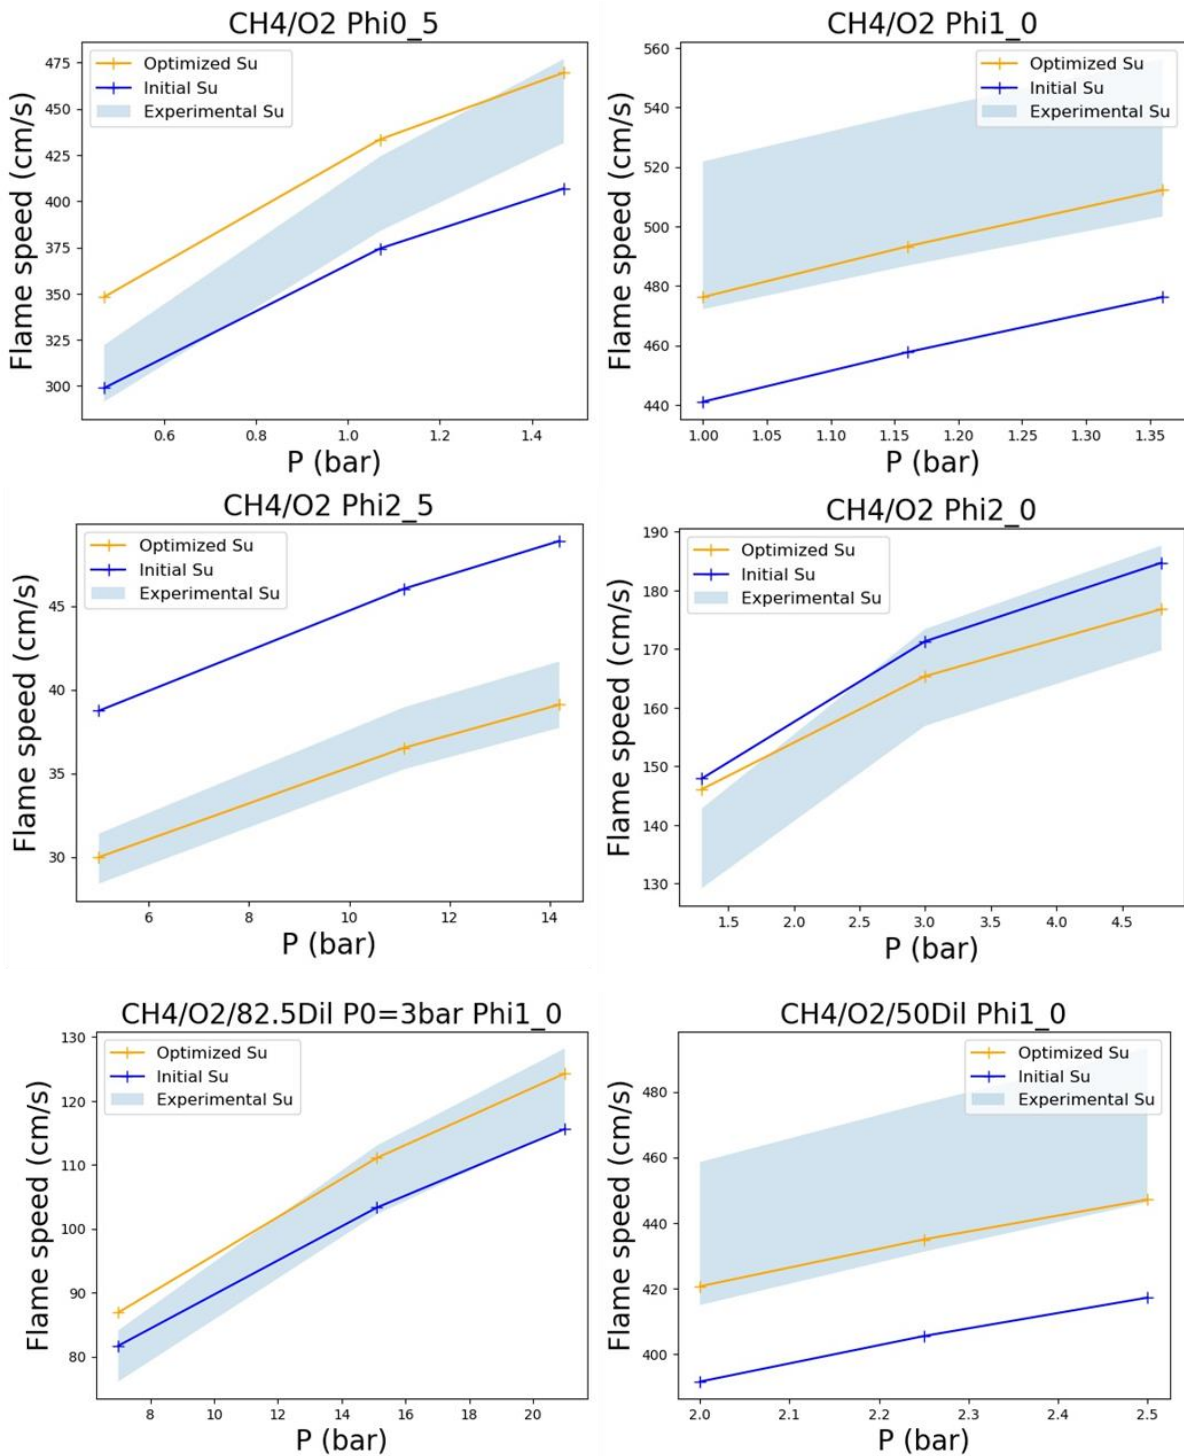 CH4/O2 Phi0_5
Optimized Su
Initial Su
Experimental Su
Flame speed (cm/s)
475
450
425
400
375
350
325
300
0.6
0.8
1.0
1.2
1.4
P (bar)
CH4/O2 Phi1_0
Optimized Su
Initial Su
Experimental Su
Flame speed (cm/s)
560
540
520
500
480
460
440
1.00
1.05
1.10
1.15
1.20
1.25
1.30
1.35
P (bar)
CH4/O2 Phi2_5
Optimized Su
Initial Su
Experimental Su
Flame speed (cm/s)
45
40
35
30
6
8
10
12
14
P (bar)
CH4/O2 Phi2_0
Optimized Su
Initial Su
Experimental Su
Flame speed (cm/s)
190
180
170
160
150
140
130
1.5
2.0
2.5
3.0
3.5
4.0
4.5
P (bar)
CH4/O2/82.5Dil P0=3bar Phi1_0
Optimized Su
Initial Su
Experimental Su
Flame speed (cm/s)
130
120
110
100
90
80
8
10
12
14
16
18
20
P (bar)
CH4/O2/50Dil Phi1_0
Optimized Su
Initial Su
Experimental Su
Flame speed (cm/s)
480
460
440
420
400
2.0
2.1
2.2
2.3
2.4
2.5
P (bar)